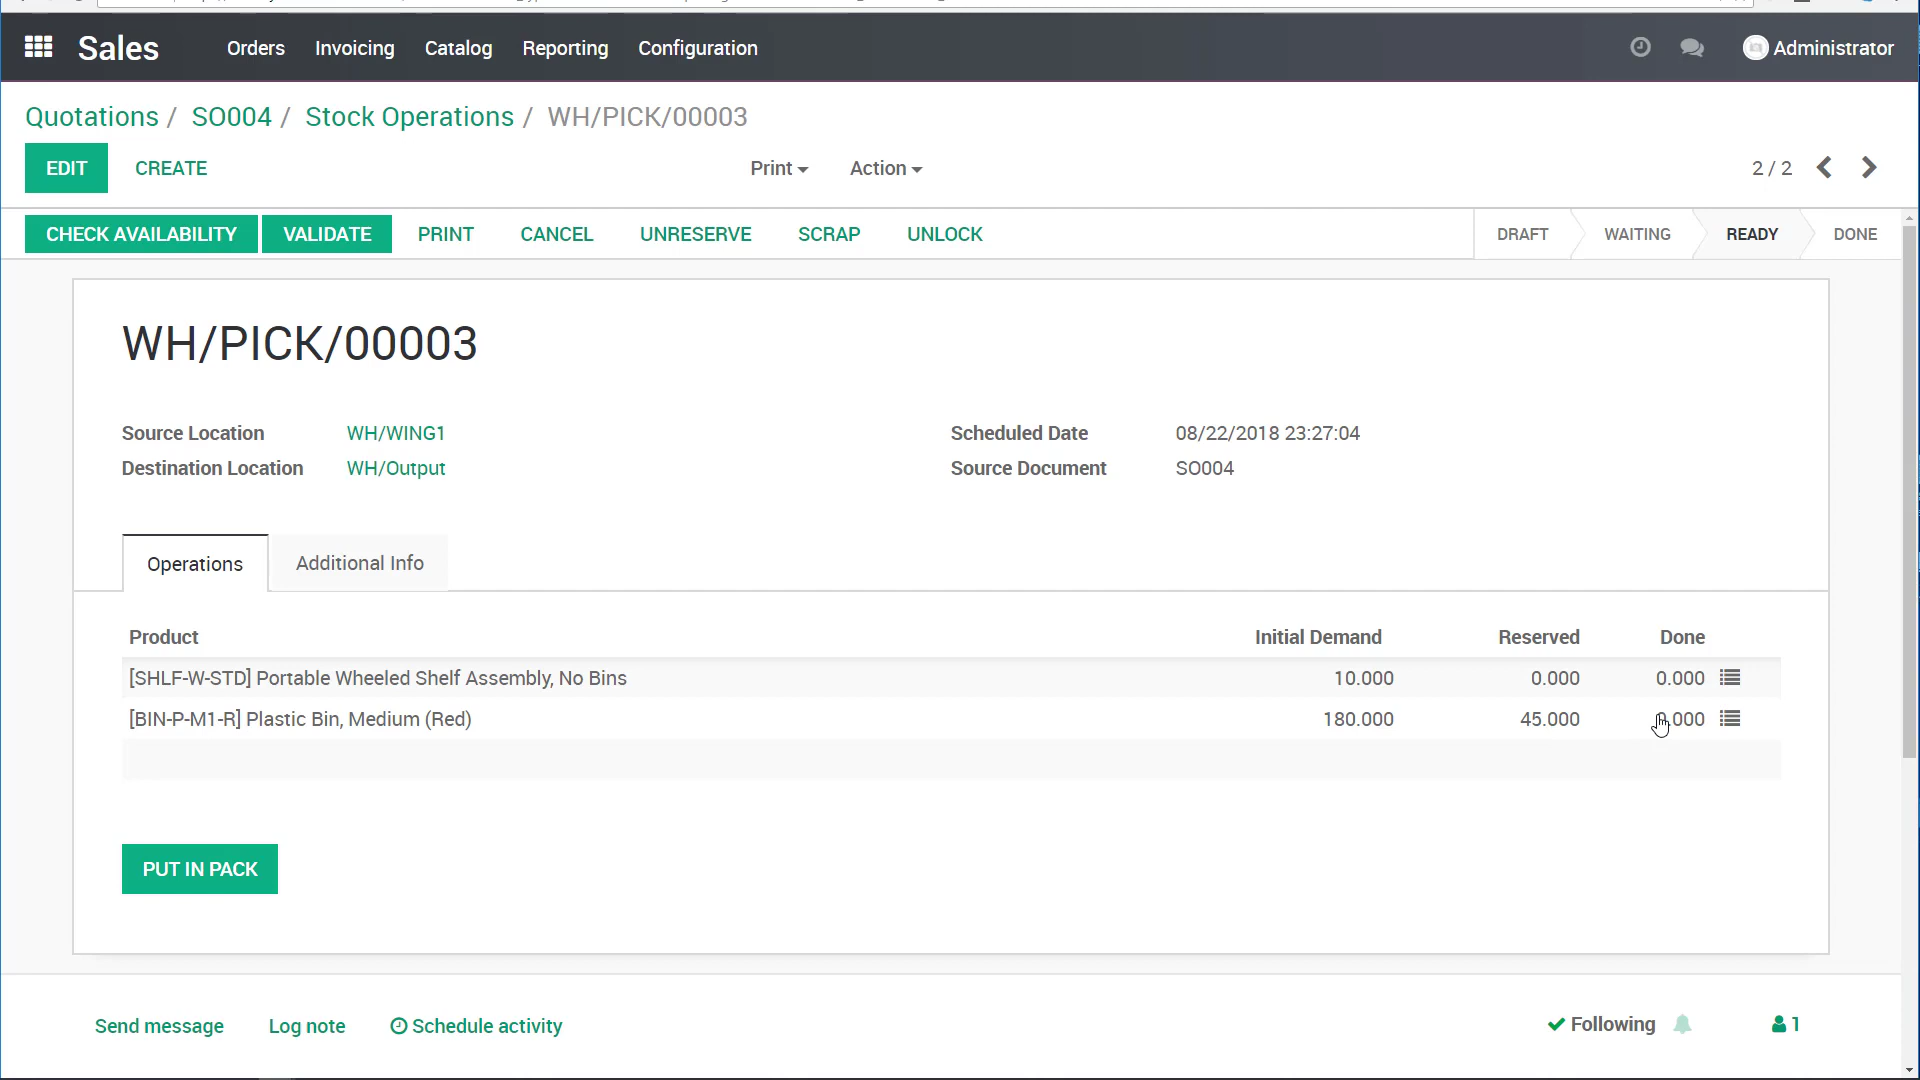 Sales Orders Invoicing Catalog Reporting Configuration Administrator
Quotations / SO004 / Stock Operations / WH/PICK/00003
EDIT CREATE Print Action 2 / 2
CHECK AVAILABILITY VALIDATE PRINT CANCEL UNRESERVE SCRAP UNLOCK DRAFT WAITING READY DONE
WH/PICK/00003
Source Location WH/WING1 Scheduled Date 08/22/2018 23:27:04
Destination Location WH/Output Source Document SO004
Operations Additional Info
Product Initial Demand Reserved Done
[SHLF-W-STD] Portable Wheeled Shelf Assembly, No Bins 10.000 0.000 0.000
[BIN-P-M1-R] Plastic Bin, Medium (Red) 180.000 45.000 0.000
PUT IN PACK
Send message Log note Schedule activity Following 1